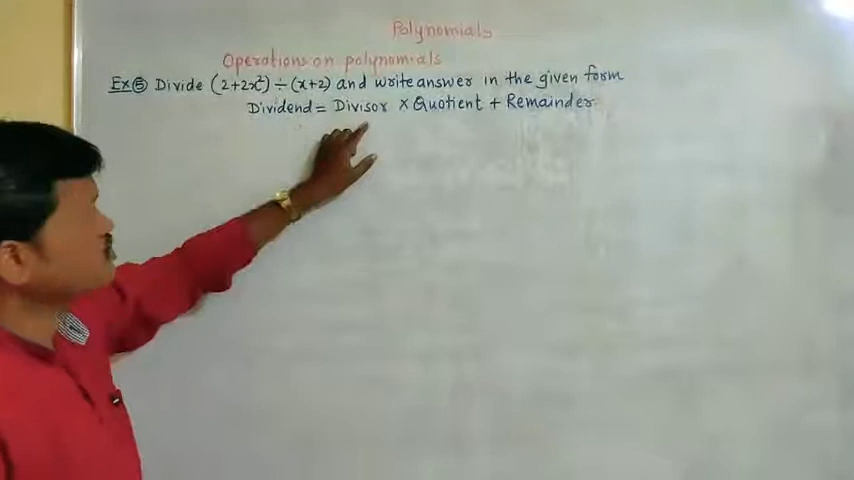 Polynomials
Operations on polynomials
Ex⑤ Divide (2+2x²) ÷ (x+2) and write answer in the given form
Dividend = Divisor × Quotient + Remainder